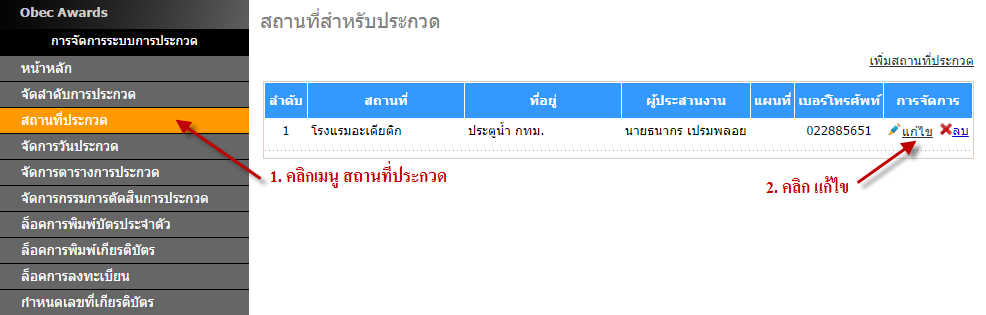 Obec Awards
การจัดการระบบการประกวด
หน้าหลัก
จัดลำดับการประกวด
สถานที่ประกวด
จัดการวันประกวด
จัดการตารางการประกวด
จัดการกรรมการตัดสินการประกวด
ล็อคการพิมพ์บัตรประจำตัว
ล็อคการพิมพ์เกียรติบัตร
ล็อคการลงทะเบียน
กำหนดเลขที่เกียรติบัตร
สถานที่สำหรับประกวด
เพิ่มสถานที่ประกวด
ลำดับ สถานที่ ที่อยู่ ผู้ประสานงาน แผนที่ เบอร์โทรศัพท์ การจัดการ
1 โรงแรมอะเดียติก ประตูน้ำ กทม. นายธนากร เปรมพลอย 022885651 แก้ไข ลบ
1. คลิกเมนู สถานที่ประกวด
2. คลิก แก้ไข